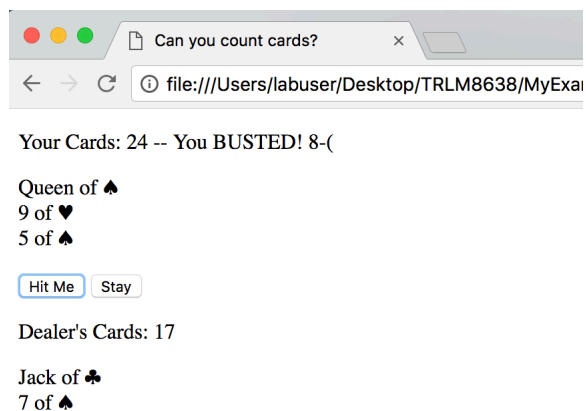 Can you count cards?
file:///Users/labuser/Desktop/TRLM8638/MyExa
Your Cards: 24 -- You BUSTED! 8-(
Queen of ♠
9 of ♥
5 of ♠
Hit Me Stay
Dealer's Cards: 17
Jack of ♣
7 of ♠